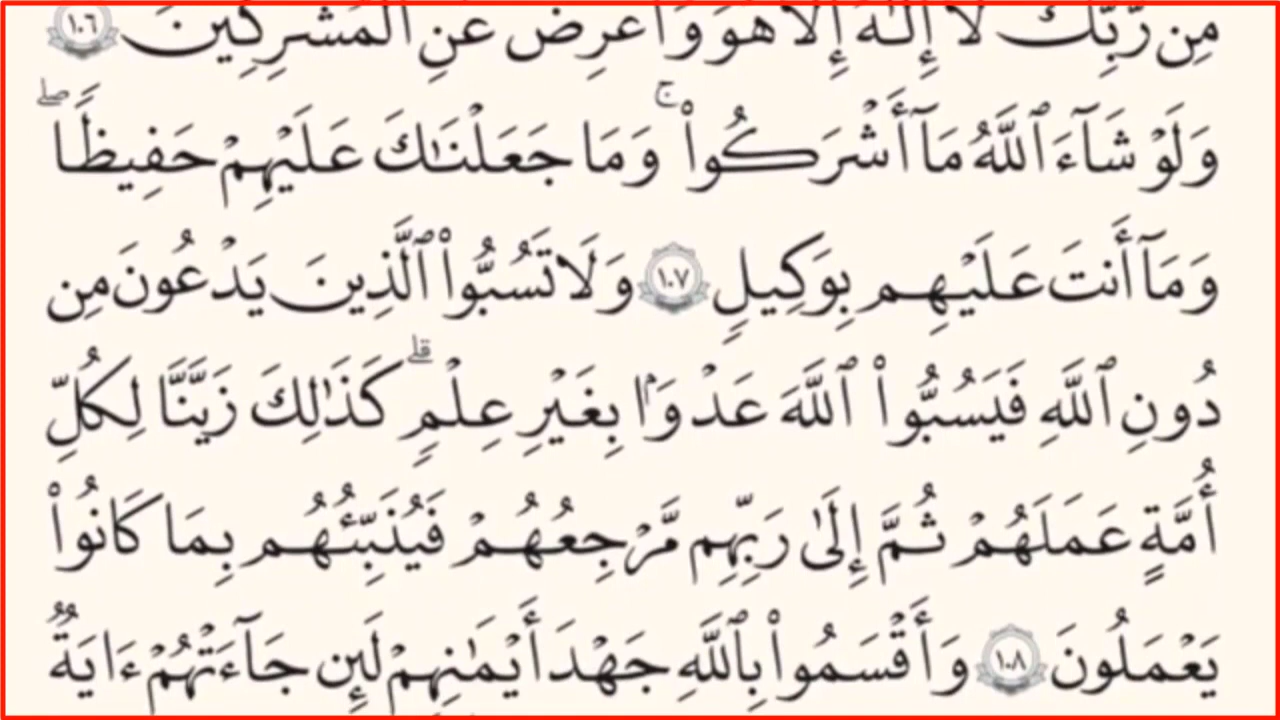 مِن رَّبِّكَ لَآ إِلَٰهَ إِلَّا هُوَ وَأَعْرِضْ عَنِ ٱلْمُشْرِكِينَ ١٠٦
وَلَوْ شَآءَ ٱللَّهُ مَآ أَشْرَكُوا۟ ۚ وَمَا جَعَلْنَٰكَ عَلَيْهِمْ حَفِيظًا ۖ
وَمَآ أَنتَ عَلَيْهِم بِوَكِيلٍ ١٠٧ وَلَا تَسُبُّوا۟ ٱلَّذِينَ يَدْعُونَ مِن
دُونِ ٱللَّهِ فَيَسُبُّوا۟ ٱللَّهَ عَدْوًۢا بِغَيْرِ عِلْمٍ ۗ كَذَٰلِكَ زَيَّنَّا لِكُلِّ
أُمَّةٍ عَمَلَهُمْ ثُمَّ إِلَىٰ رَبِّهِم مَّرْجِعُهُمْ فَيُنَبِّئُهُم بِمَا كَانُوا۟
يَعْمَلُونَ ١٠٨ وَأَقْسَمُوا۟ بِٱللَّهِ جَهْدَ أَيْمَٰنِهِمْ لَئِن جَآءَتْهُمْ ءَايَةٌ